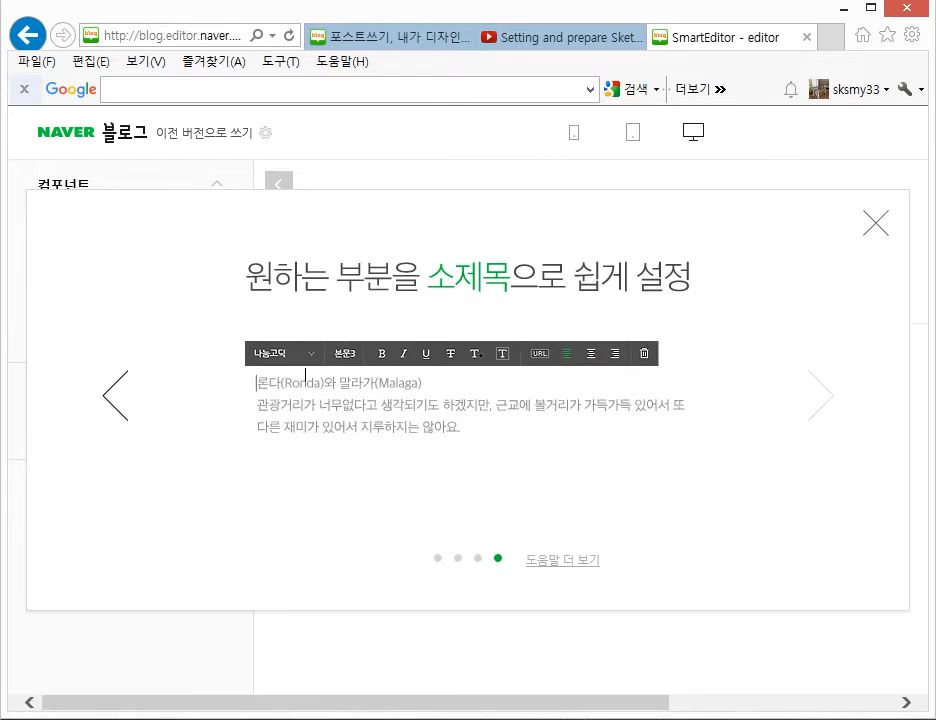 http://blog.editor.naver....
포스트쓰기, 내가 디자인...
Setting and prepare Sket...
SmartEditor - editor
파일(F) 편집(E) 보기(V) 즐겨찾기(A) 도구(T) 도움말(H)
x Google 검색 더보기 sksmy33
NAVER 블로그 이전 버전으로 쓰기
컴포넌트
원하는 부분을 소제목으로 쉽게 설정
나눔고딕 본문3 B I U T T T URL
론다(Ronda)와 말라가(Malaga)
관광거리가 너무없다고 생각되기도 하겠지만, 근교에 볼거리가 가득가득 있어서 또
다른 재미가 있어서 지루하지는 않아요.
도움말 더 보기